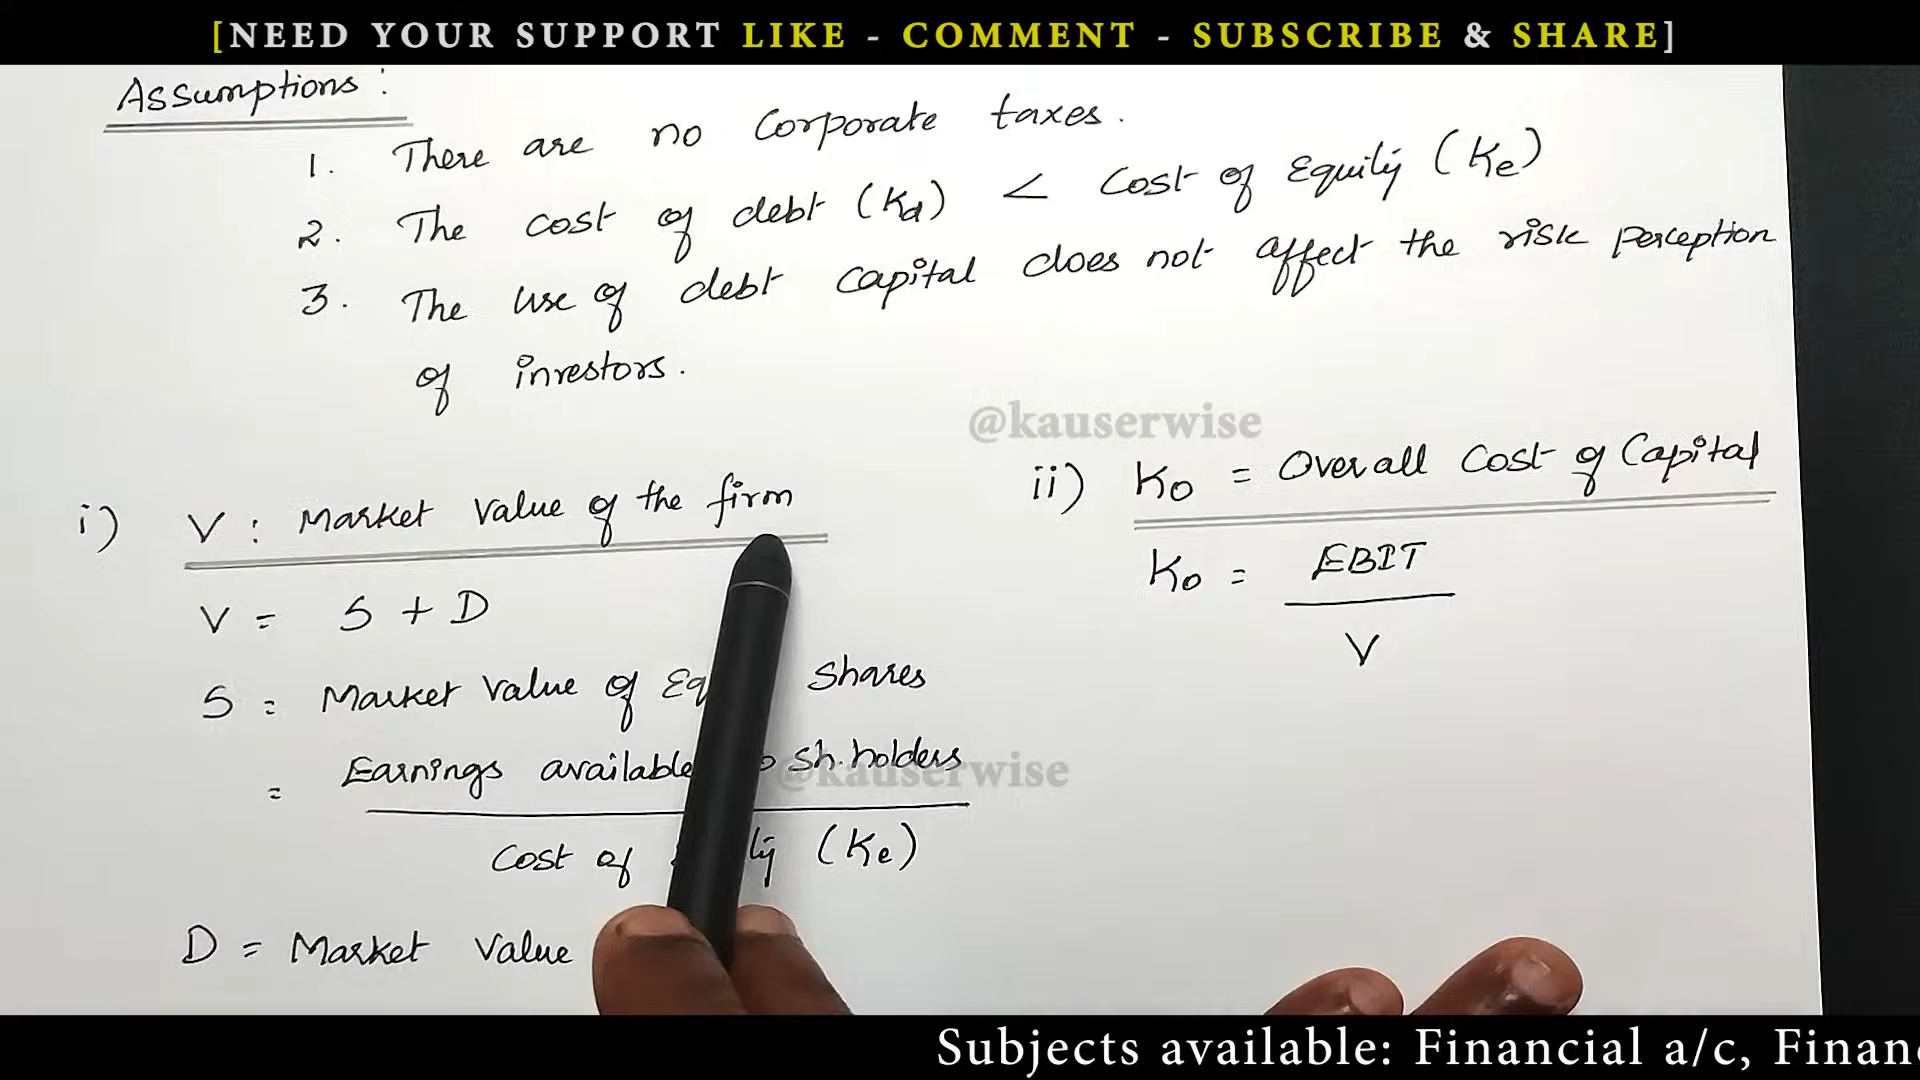 [NEED YOUR SUPPORT LIKE - COMMENT - SUBSCRIBE & SHARE]
Assumptions :
1. There are no Corporate taxes.
2. The cost of debt (Kd) < Cost of Equity (Ke)
3. The use of debt capital does not affect the risk perception
of investors.
@kauserwise
i) V : Market Value of the firm
V = S + D
S = Market Value of Eq Shares
= Earnings available sh.holders
Cost of (Ke)
@kauserwise
D = Market Value
ii) Ko = Overall Cost of Capital
Ko = EBIT
V
Subjects available: Financial a/c, Finan